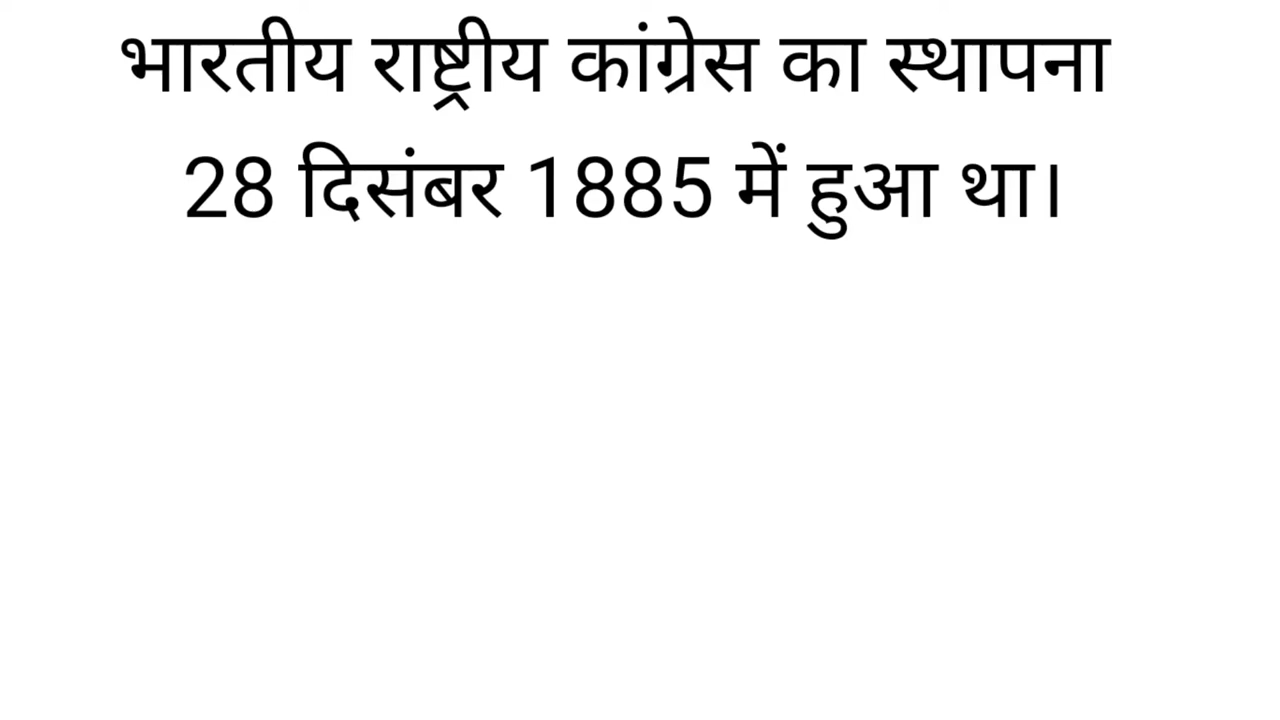 भारतीय राष्ट्रीय कांग्रेस का स्थापना
28 दिसंबर 1885 में हुआ था।